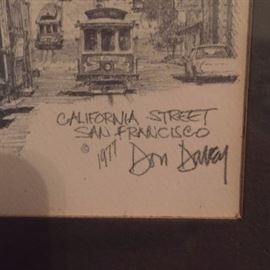 CALIFORNIA STREET
SAN FRANCISCO
© 1977 Don Davey